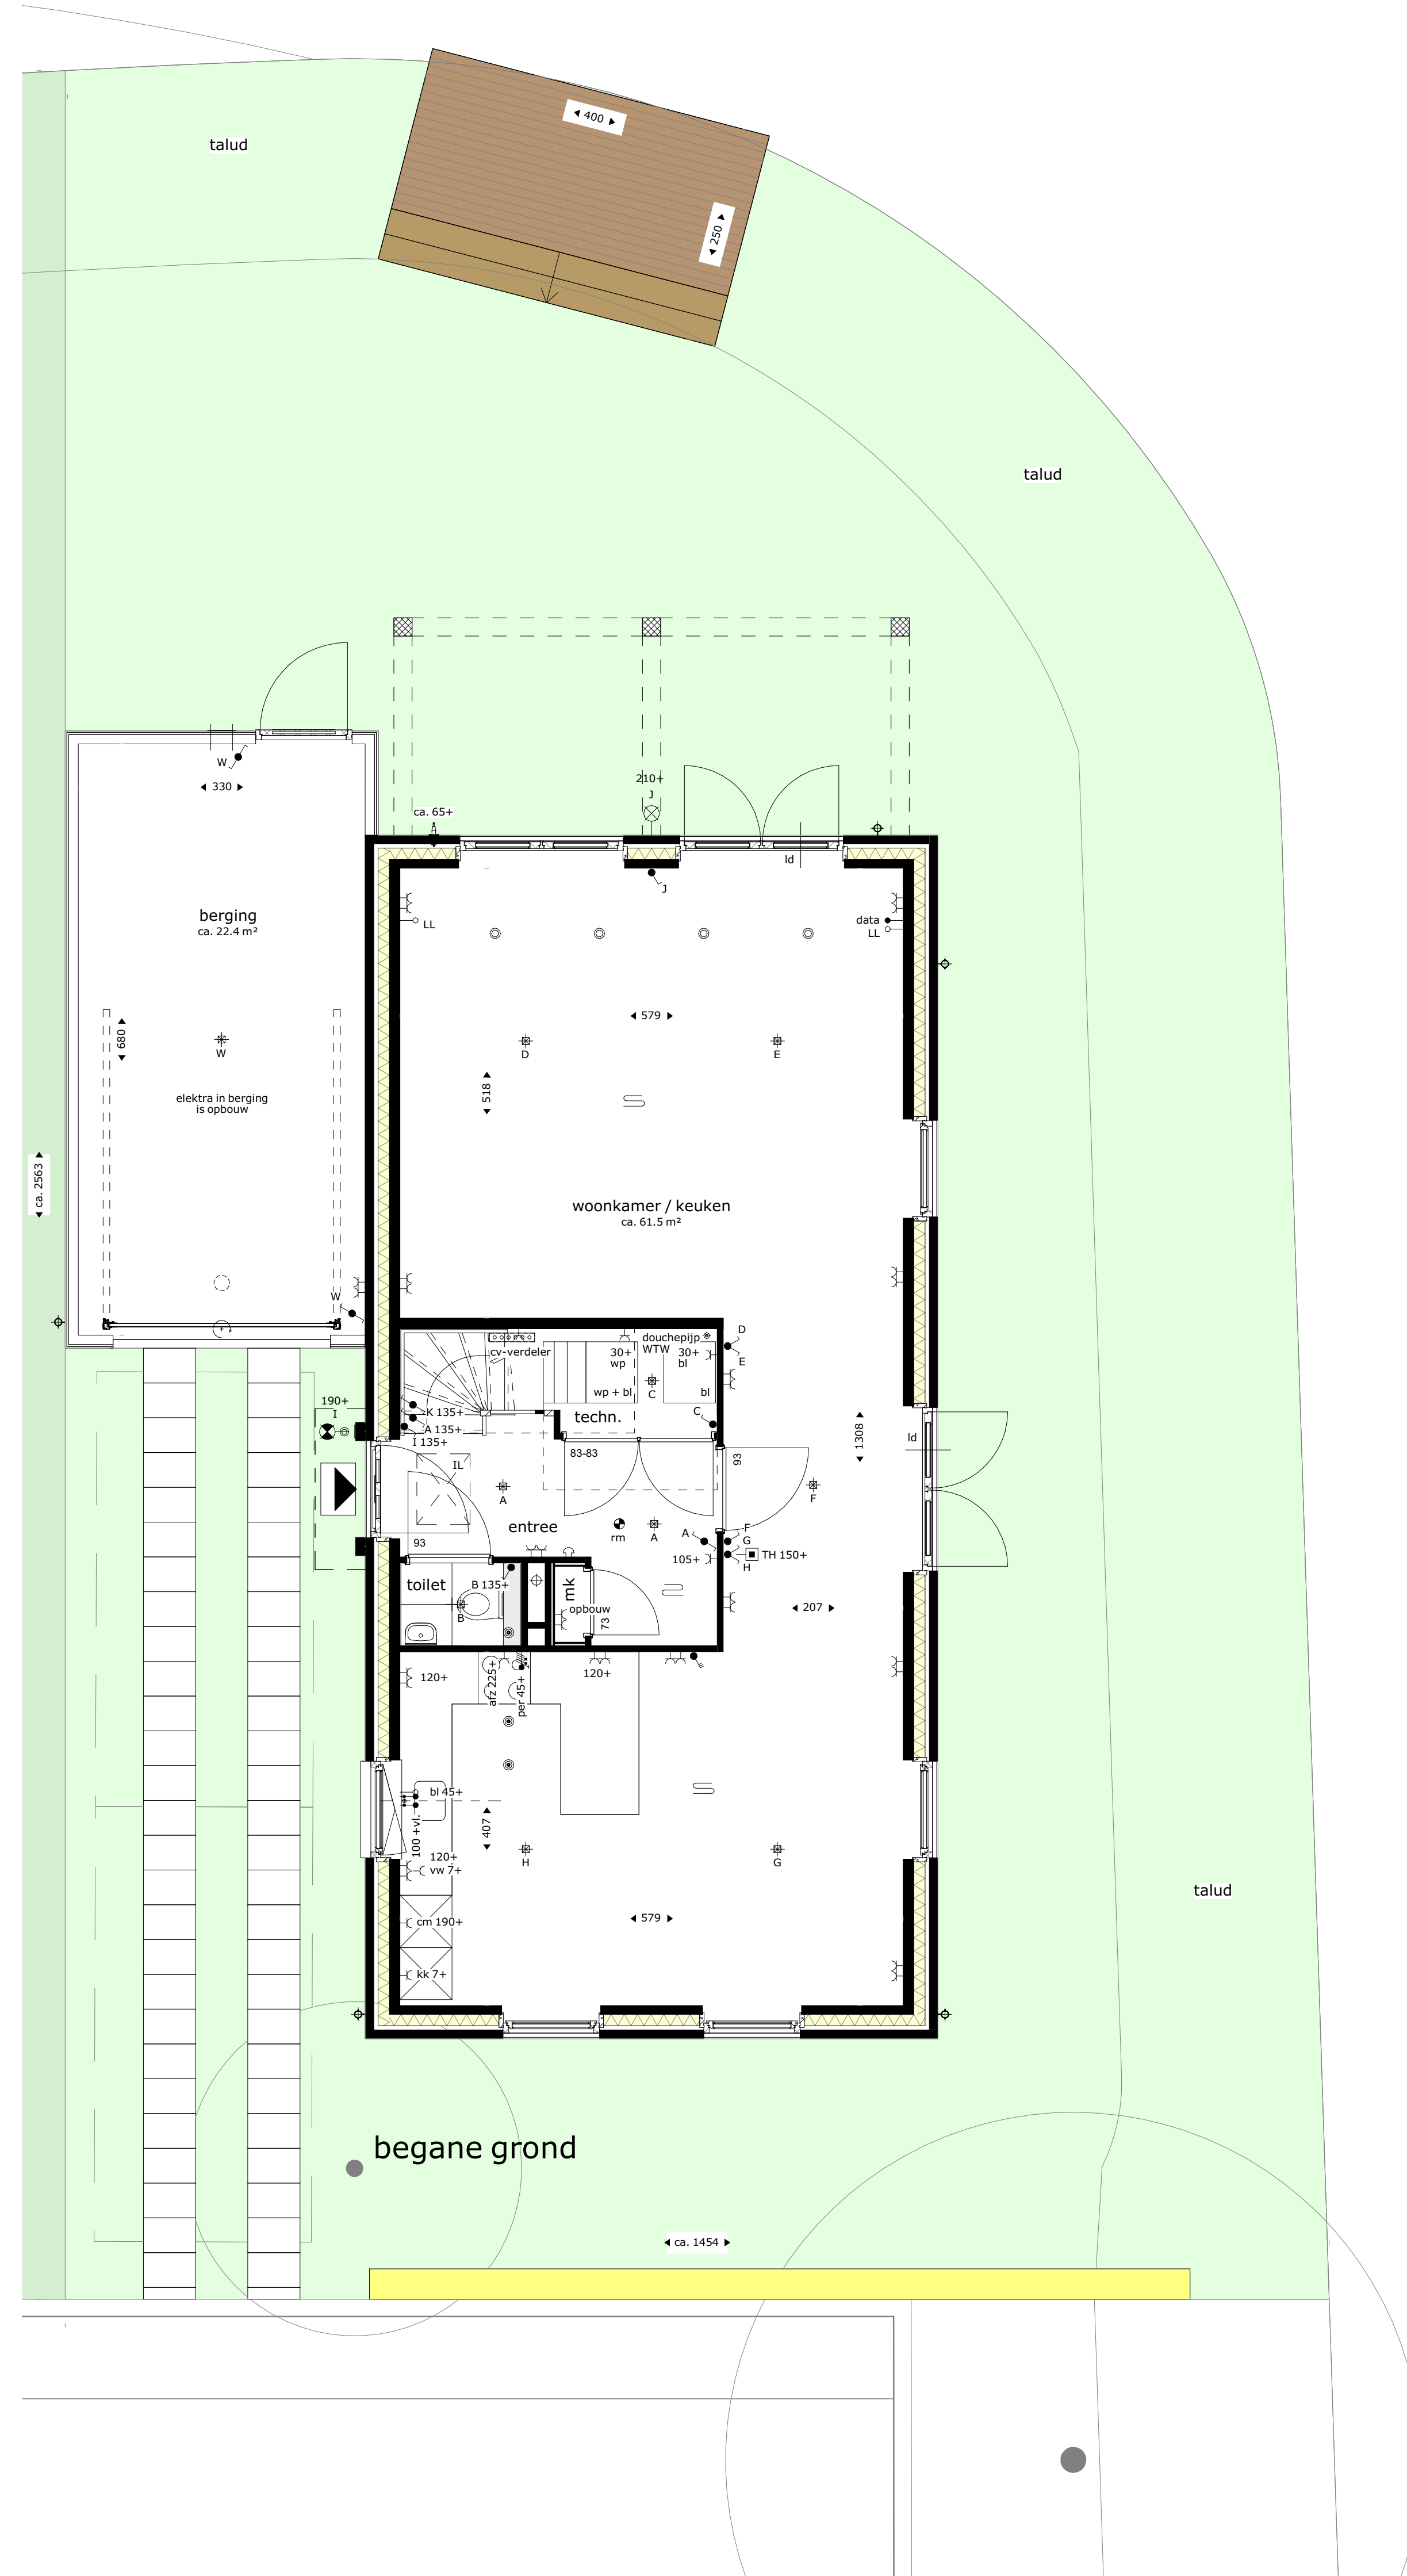 400
talud
250
talud
210+
J
W
330
ca. 65+
ld
J
berging
ca. 22.4 m²
LL
data
LL
579
680
W
D
E
518
elektra in berging
is opbouw
ca. 2563
woonkamer / keuken
ca. 61.5 m²
W
D
E
cv-verdeler
douchepijp
WTW
30+
wp
30+
bl
wp + bl
bl
C
190+
I
K 135+
A 135+
I 135+
techn.
C
83-83
93
1308
ld
IL
A
F
entree
rm
A
A
F
G
H
TH 150+
93
105+
toilet
B 135+
B
mk
opbouw
73
207
120+
afz 225+
per 45+
120+
bl 45+
100 +vl.
407
120+
vw 7+
H
G
talud
cm 190+
579
kk 7+
begane grond
ca. 1454